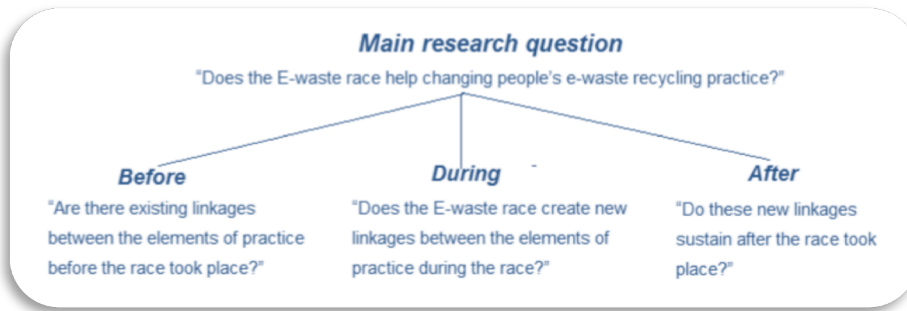 Main research question
"Does the E-waste race help changing people's e-waste recycling practice?"
Before
"Are there existing linkages
between the elements of practice
before the race took place?"
During
"Does the E-waste race create new
linkages between the elements of
practice during the race?"
After
"Do these new linkages
sustain after the race took
place?"